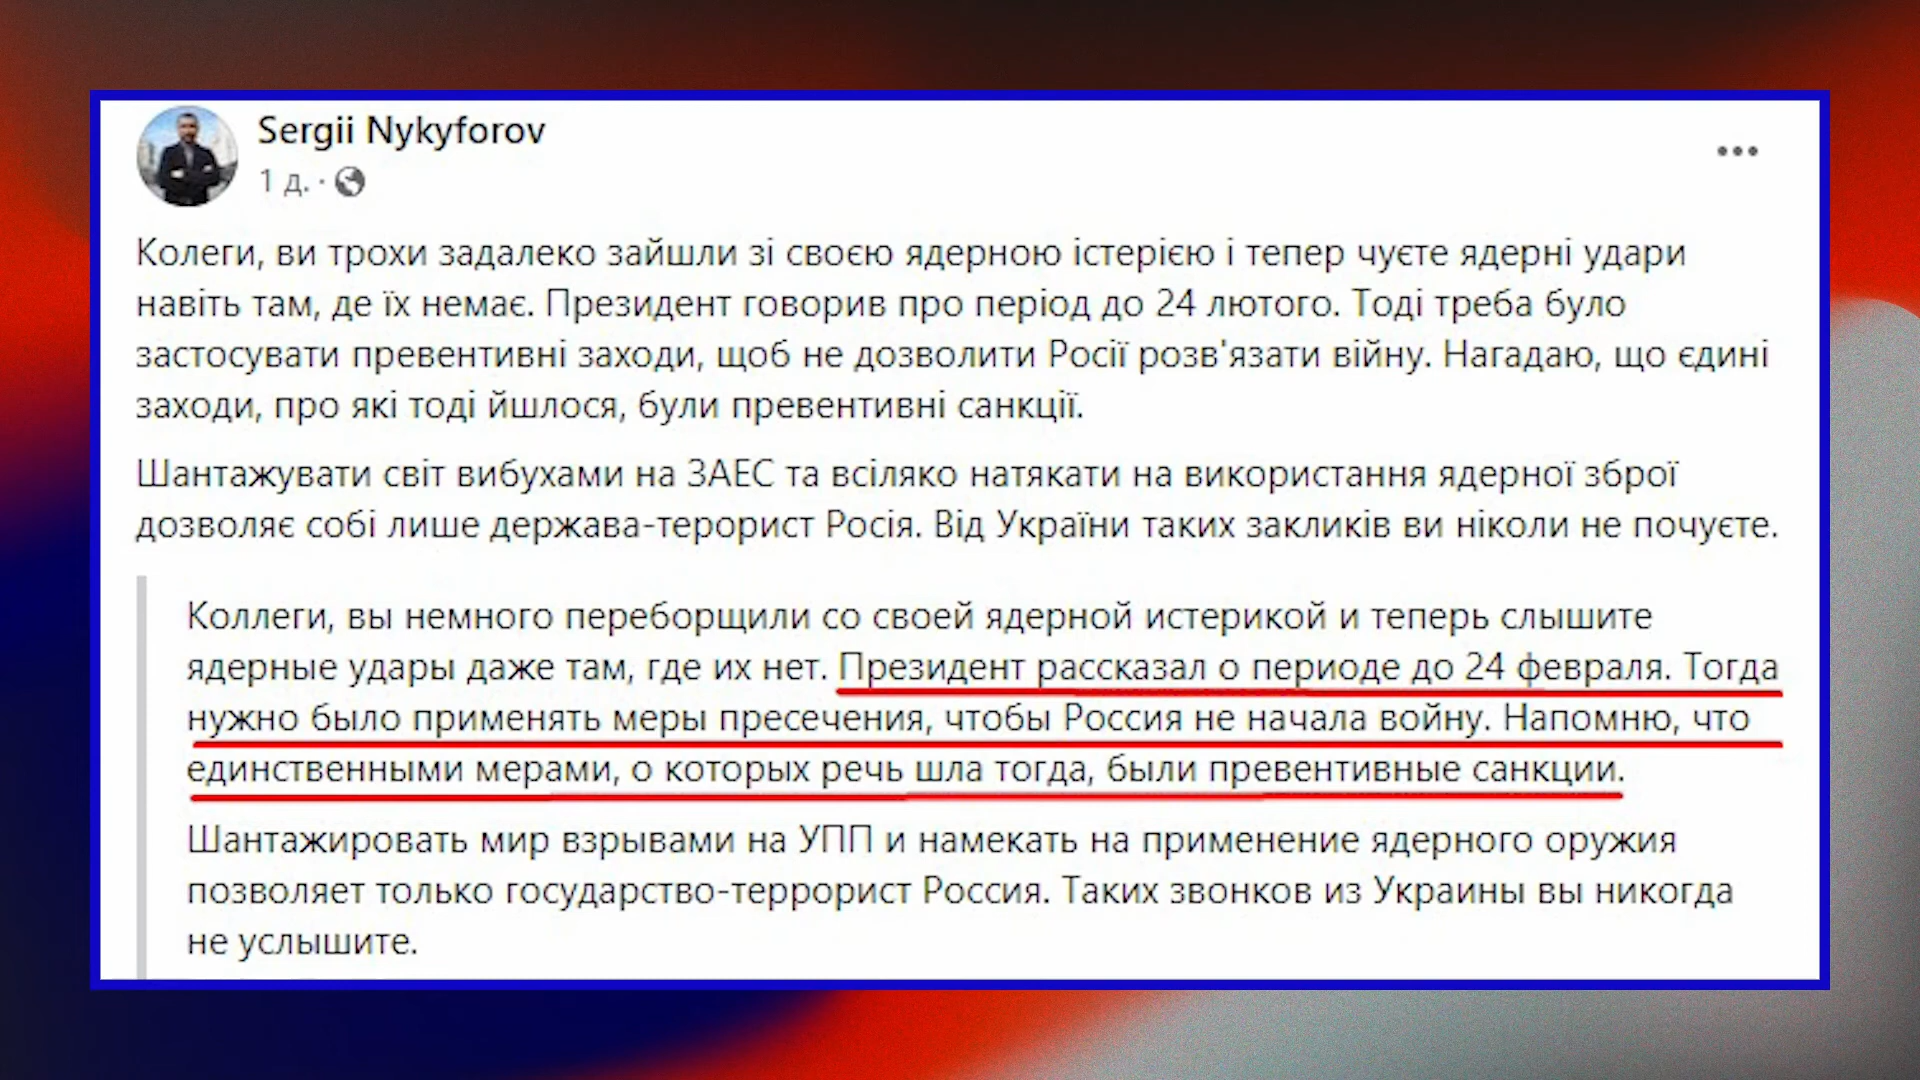 Sergii Nykyforov
1 д. ·
Колеги, ви трохи задалеко зайшли зі своєю ядерною істерією і тепер чуєте ядерні удари
навіть там, де їх немає. Президент говорив про період до 24 лютого. Тоді треба було
застосувати превентивні заходи, щоб не дозволити Росії розв'язати війну. Нагадаю, що єдині
заходи, про які тоді йшлося, були превентивні санкції.
Шантажувати світ вибухами на ЗАЕС та всіляко натякати на використання ядерної зброї
дозволяє собі лише держава-терорист Росія. Від України таких закликів ви ніколи не почуєте.
Коллеги, вы немного переборщили со своей ядерной истерикой и теперь слышите
ядерные удары даже там, где их нет. Президент рассказал о периоде до 24 февраля. Тогда
нужно было применять меры пресечения, чтобы Россия не начала войну. Напомню, что
единственными мерами, о которых речь шла тогда, были превентивные санкции.
Шантажировать мир взрывами на УПП и намекать на применение ядерного оружия
позволяет только государство-террорист Россия. Таких звонков из Украины вы никогда
не услышите.